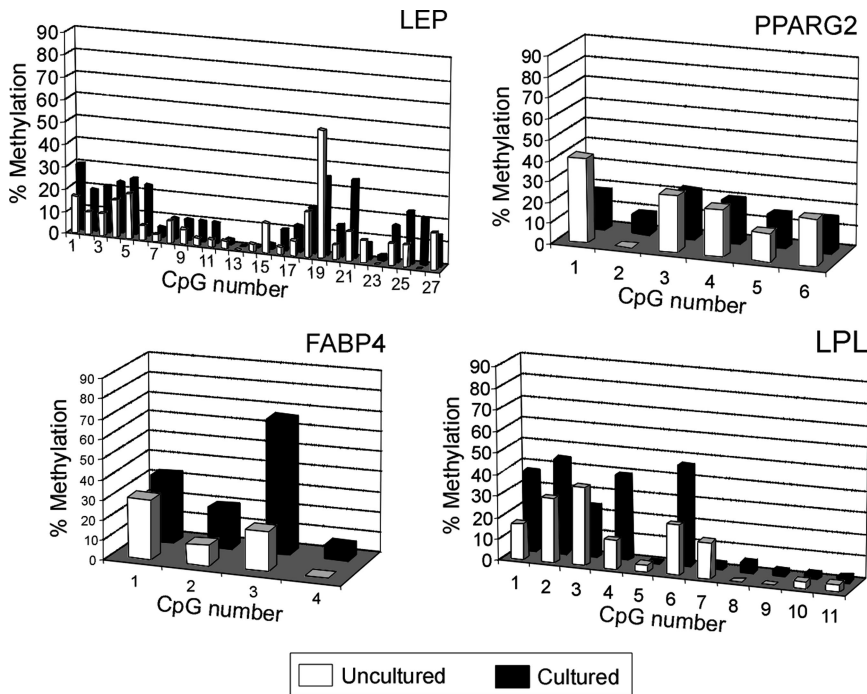 LEP
% Methylation
90
80
70
60
50
40
30
20
10
0
1 3 5 7 9 11 13 15 17 19 21 23 25 27
CpG number
PPARG2
% Methylation
90
80
70
60
50
40
30
20
10
0
1 2 3 4 5 6
CpG number
FABP4
% Methylation
90
80
70
60
50
40
30
20
10
0
1 2 3 4
CpG number
LPL
% Methylation
90
80
70
60
50
40
30
20
10
0
1 2 3 4 5 6 7 8 9 10 11
CpG number
Uncultured Cultured